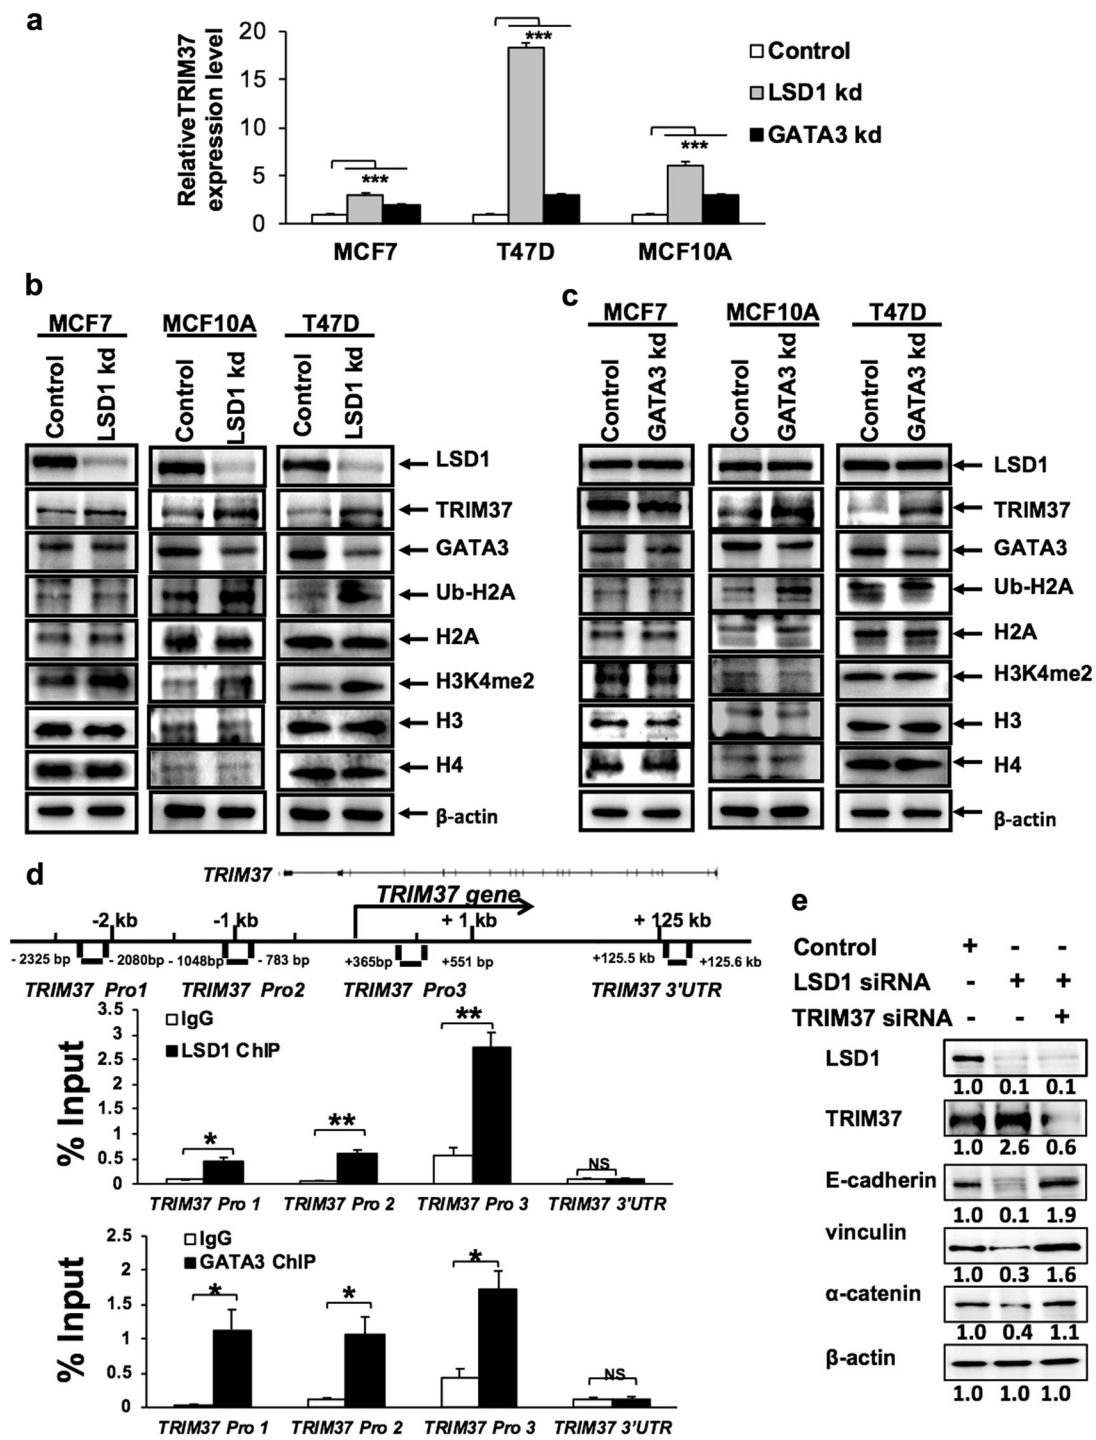 a
RelativeTRIM37
expression level
20
15
10
5
0
***
***
***
MCF7
T47D
MCF10A
Control
LSD1 kd
GATA3 kd
b
MCF7
MCF10A
T47D
Control
LSD1 kd
Control
LSD1 kd
Control
LSD1 kd
LSD1
TRIM37
GATA3
Ub-H2A
H2A
H3K4me2
H3
H4
β-actin
c
MCF7
MCF10A
T47D
Control
GATA3 kd
Control
GATA3 kd
Control
GATA3 kd
LSD1
TRIM37
GATA3
Ub-H2A
H2A
H3K4me2
H3
H4
β-actin
d
TRIM37
TRIM37 gene
-2 kb
-1 kb
+ 1 kb
+ 125 kb
- 2325 bp
- 2080bp
- 1048bp
- 783 bp
+365bp
+551 bp
+125.5 kb
+125.6 kb
TRIM37 Pro1
TRIM37 Pro2
TRIM37 Pro3
TRIM37 3'UTR
% Input
3.5
3
2.5
2
1.5
1
0.5
0
IgG
LSD1 ChIP
*
**
**
NS
TRIM37 Pro 1
TRIM37 Pro 2
TRIM37 Pro 3
TRIM37 3'UTR
% Input
2.5
2
1.5
1
0.5
0
IgG
GATA3 ChIP
*
*
*
NS
TRIM37 Pro 1
TRIM37 Pro 2
TRIM37 Pro 3
TRIM37 3'UTR
e
Control + - -
LSD1 siRNA - + +
TRIM37 siRNA - - +
LSD1
1.0 0.1 0.1
TRIM37
1.0 2.6 0.6
E-cadherin
1.0 0.1 1.9
vinculin
1.0 0.3 1.6
α-catenin
1.0 0.4 1.1
β-actin
1.0 1.0 1.0